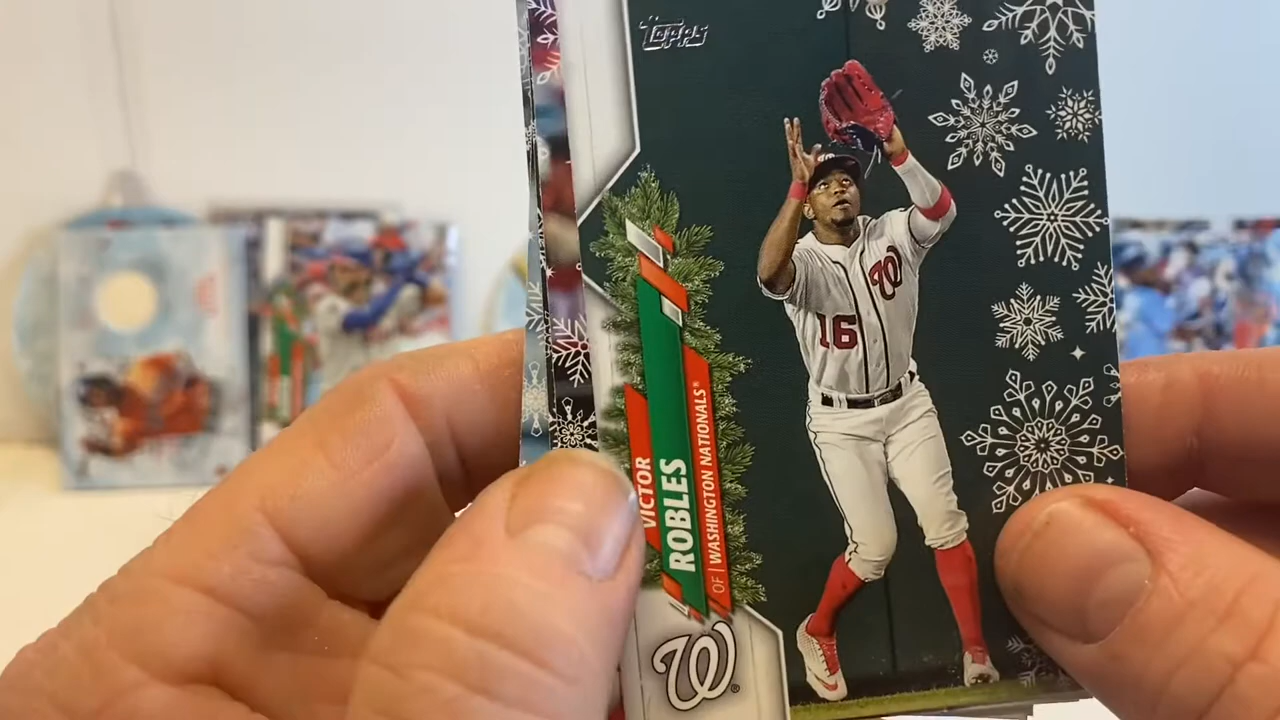 Topps
W
16
VICTOR
ROBLES
OF | WASHINGTON NATIONALS®
W®